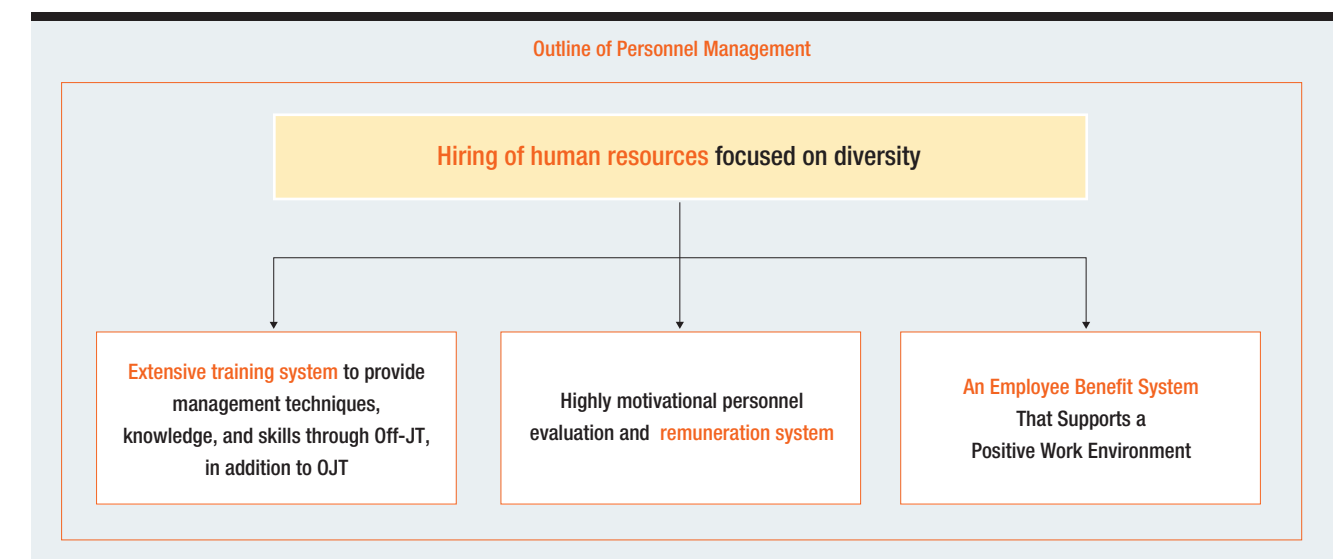 Outline of Personnel Management
Hiring of human resources focused on diversity
Extensive training system to provide
management techniques,
knowledge, and skills through Off-JT,
in addition to OJT
Highly motivational personnel
evaluation and remuneration system
An Employee Benefit System
That Supports a
Positive Work Environment